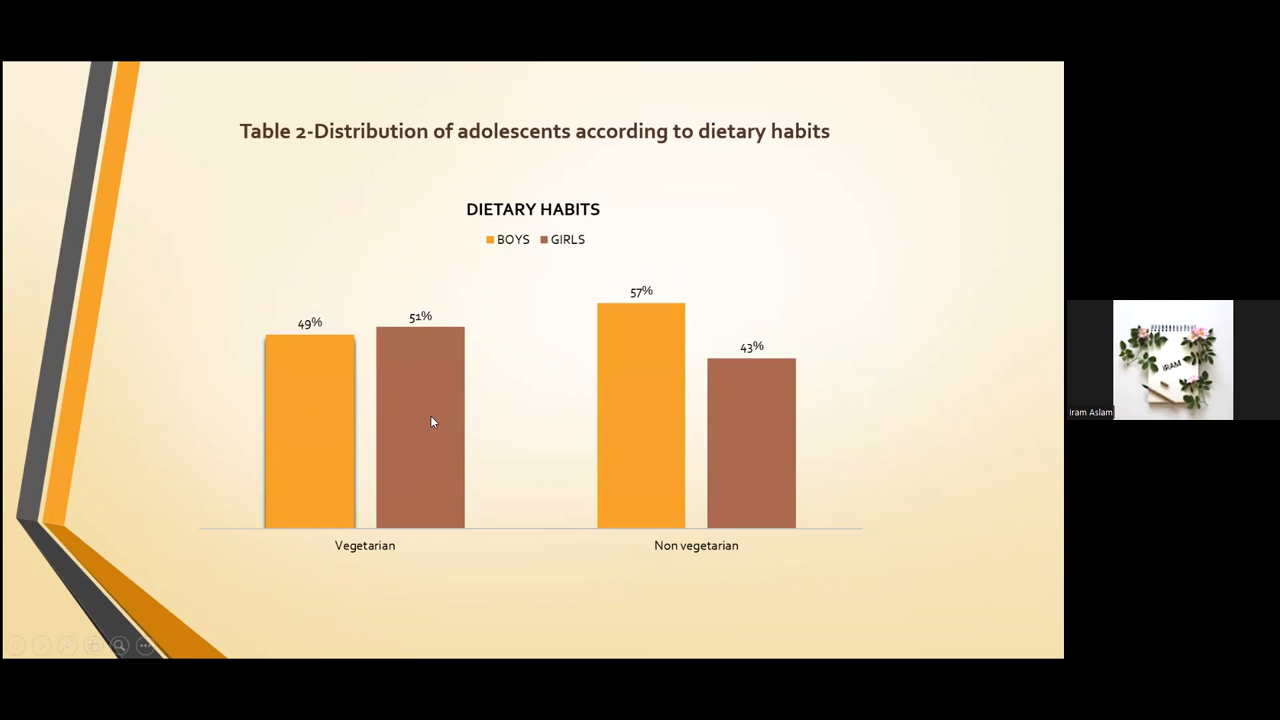 Table 2-Distribution of adolescents according to dietary habits
DIETARY HABITS
BOYS GIRLS
49%
51%
57%
43%
Vegetarian
Non vegetarian
IRAM
Iram Aslam